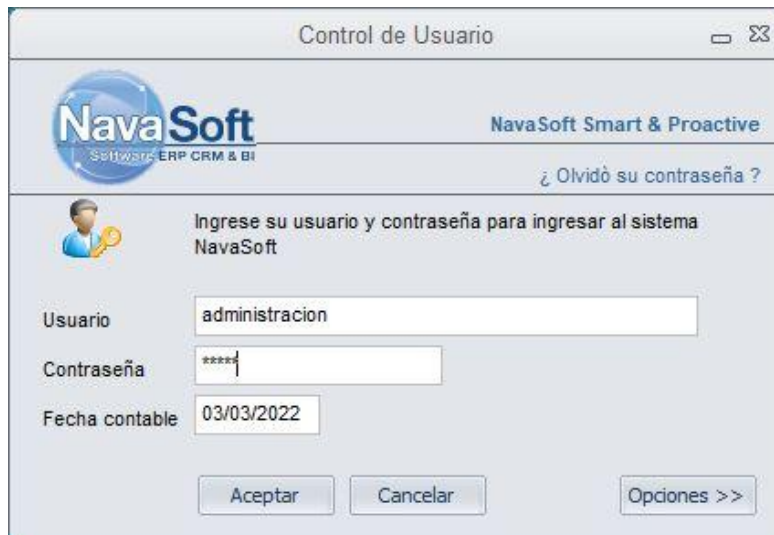 Control de Usuario
NavaSoft
Software ERP CRM & BI
NavaSoft Smart & Proactive
¿ Olvidò su contraseña ?
Ingrese su usuario y contraseña para ingresar al sistema
NavaSoft
Usuario
administracion
Contraseña
*****
Fecha contable
03/03/2022
Aceptar
Cancelar
Opciones >>